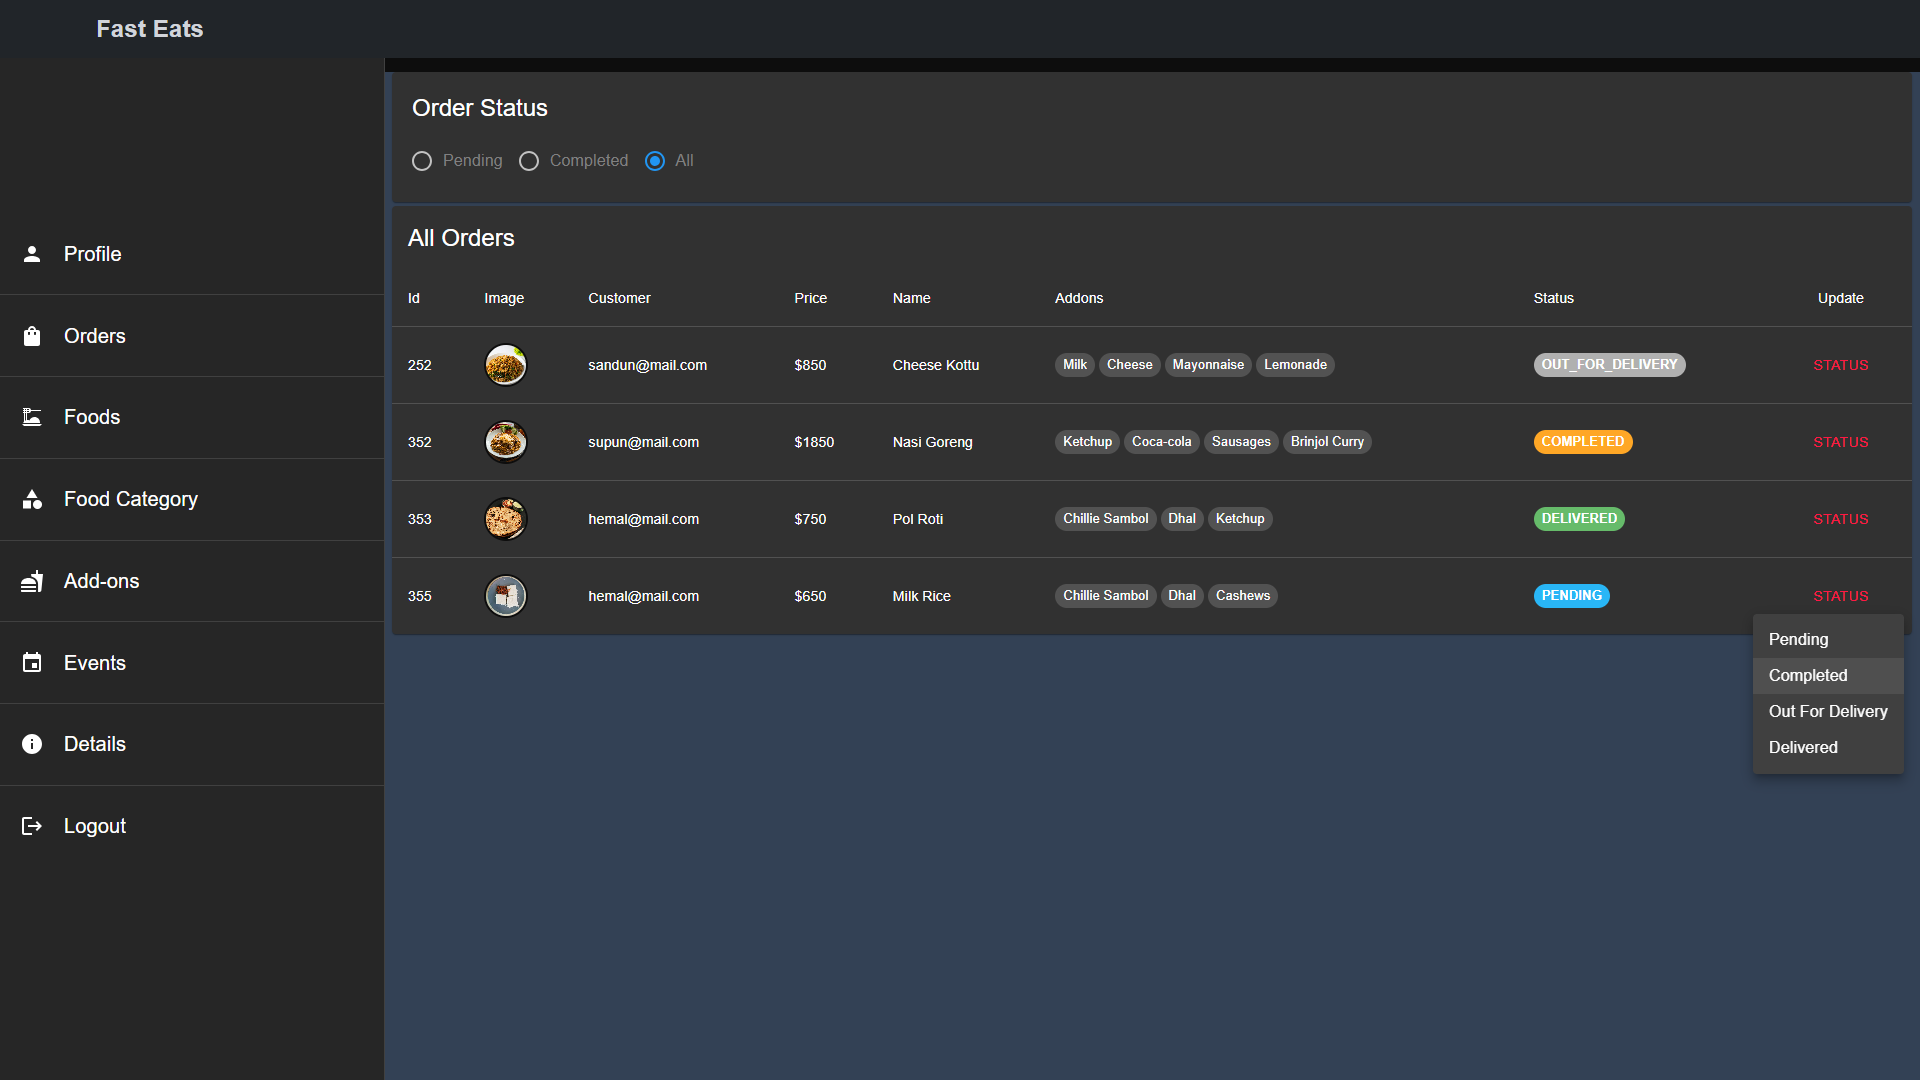 Fast Eats
Profile
Orders
Foods
Food Category
Add-ons
Events
Details
Logout
Order Status
Pending Completed All
All Orders
Id Image Customer Price Name Addons Status Update
252 sandun@mail.com $850 Cheese Kottu Milk Cheese Mayonnaise Lemonade OUT_FOR_DELIVERY STATUS
352 supun@mail.com $1850 Nasi Goreng Ketchup Coca-cola Sausages Brinjol Curry COMPLETED STATUS
353 hemal@mail.com $750 Pol Roti Chillie Sambol Dhal Ketchup DELIVERED STATUS
355 hemal@mail.com $650 Milk Rice Chillie Sambol Dhal Cashews PENDING STATUS
Pending
Completed
Out For Delivery
Delivered